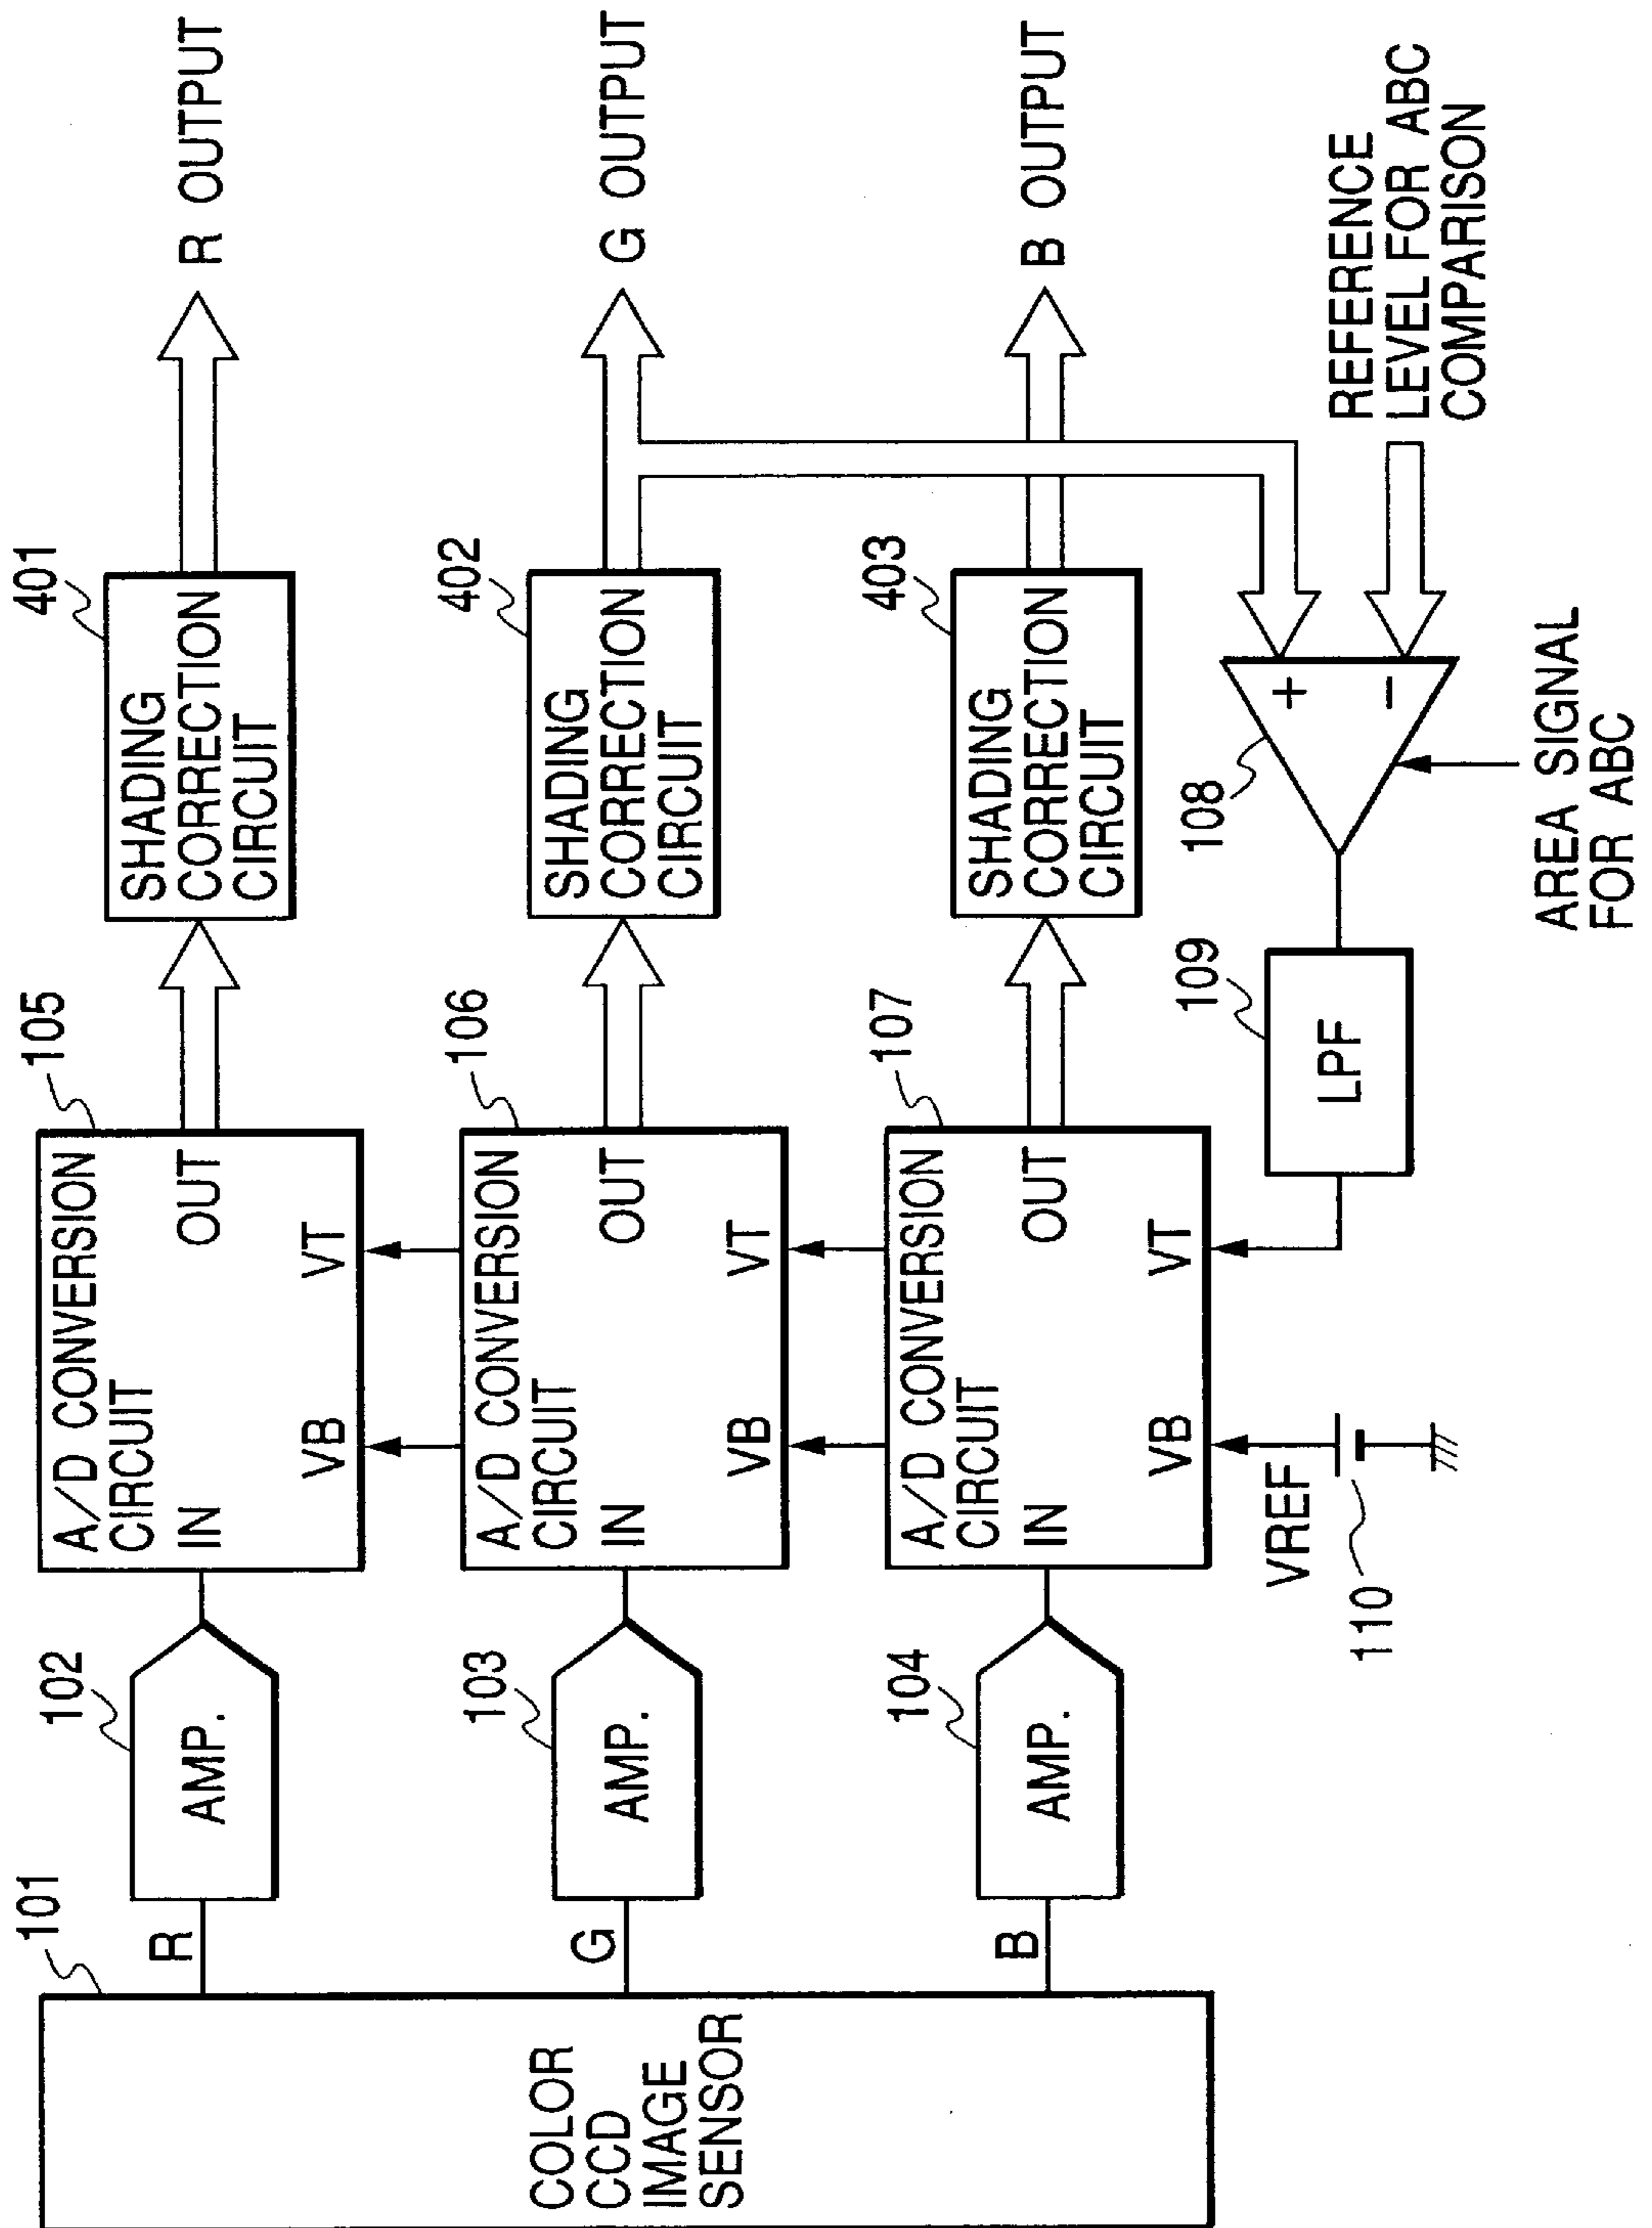 101
COLOR
CCD
IMAGE
SENSOR
R
G
B
102
AMP.
103
AMP.
104
AMP.
105
A/D CONVERSION
CIRCUIT
IN
OUT
VB
VT
106
A/D CONVERSION
CIRCUIT
IN
OUT
VB
VT
107
A/D CONVERSION
CIRCUIT
IN
OUT
VB
VT
VREF
110
401
SHADING
CORRECTION
CIRCUIT
402
SHADING
CORRECTION
CIRCUIT
403
SHADING
CORRECTION
CIRCUIT
109
LPF
108
+
−
R OUTPUT
G OUTPUT
B OUTPUT
REFERENCE
LEVEL FOR ABC
COMPARISON
AREA SIGNAL
FOR ABC